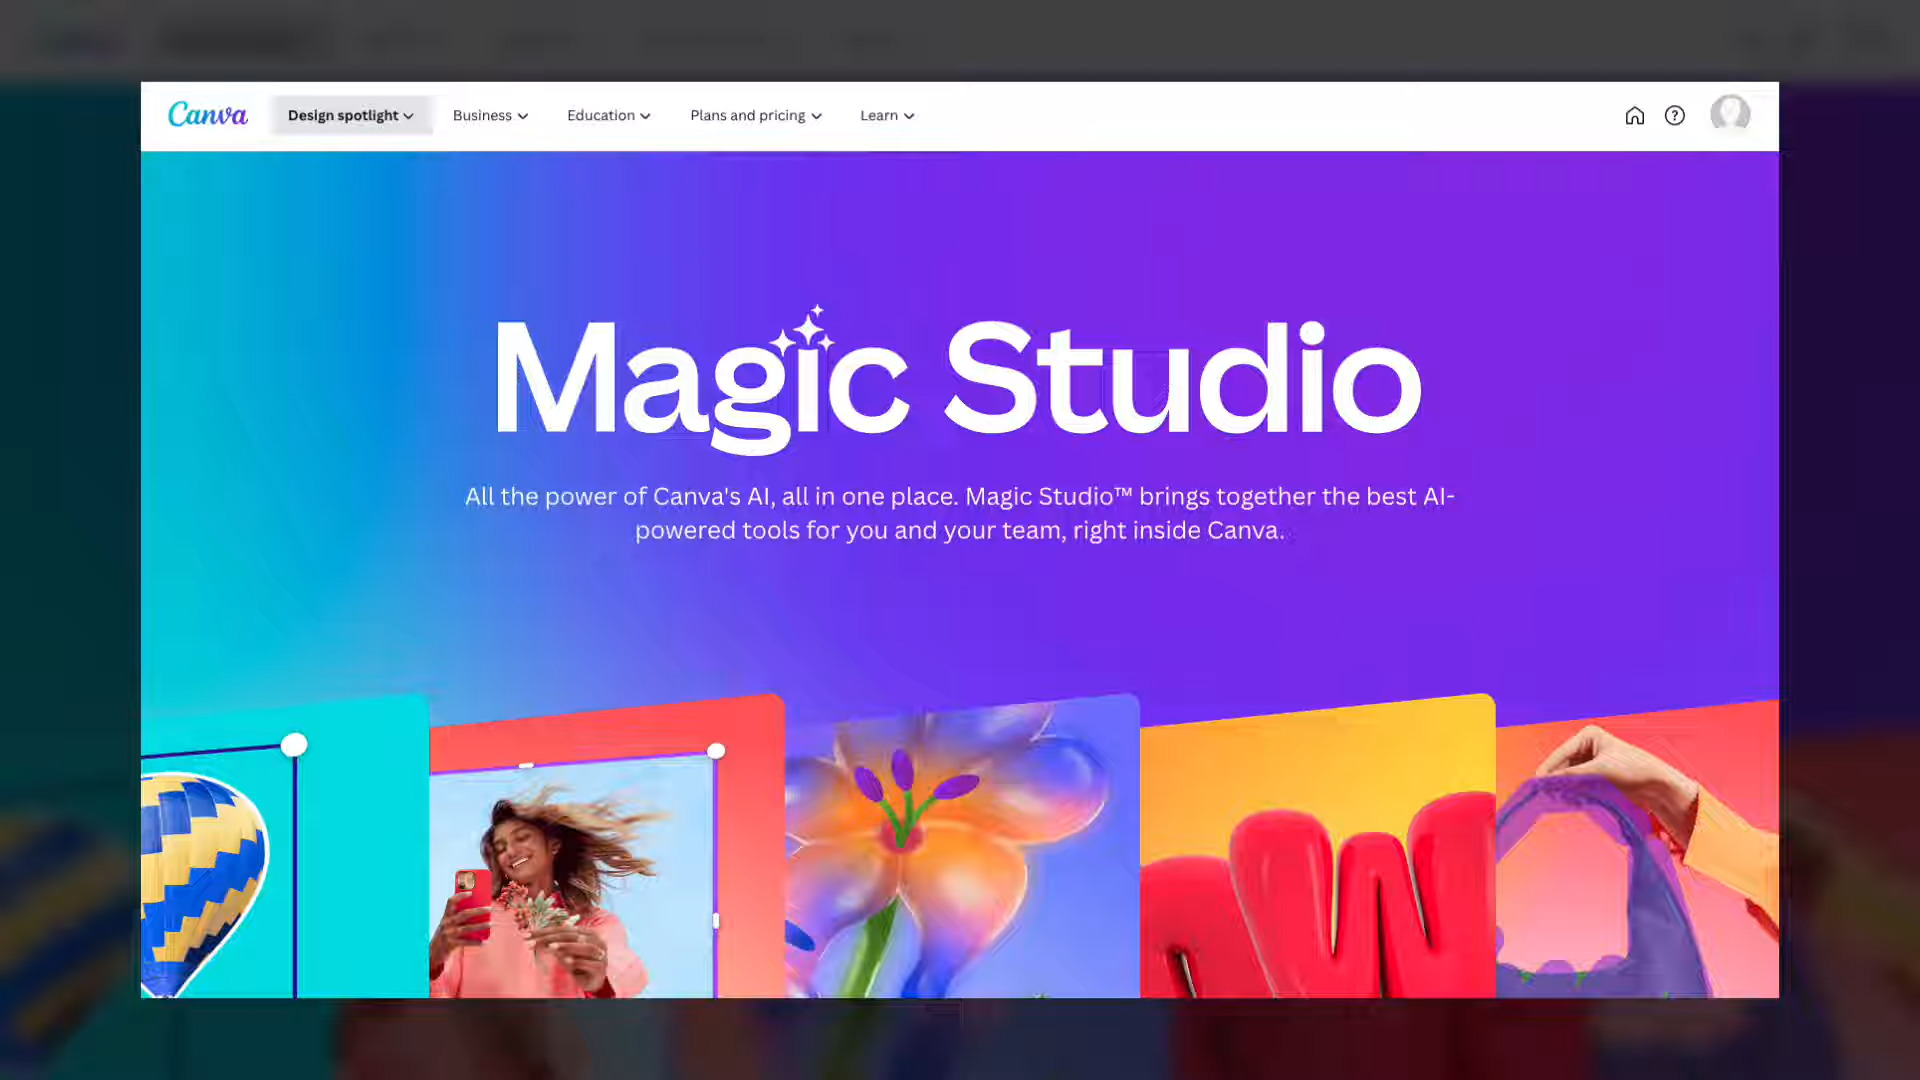 Canva Design spotlight Business Education Plans and pricing Learn
Magic Studio
All the power of Canva's AI, all in one place. Magic Studio™ brings together the best AI-
powered tools for you and your team, right inside Canva.
W